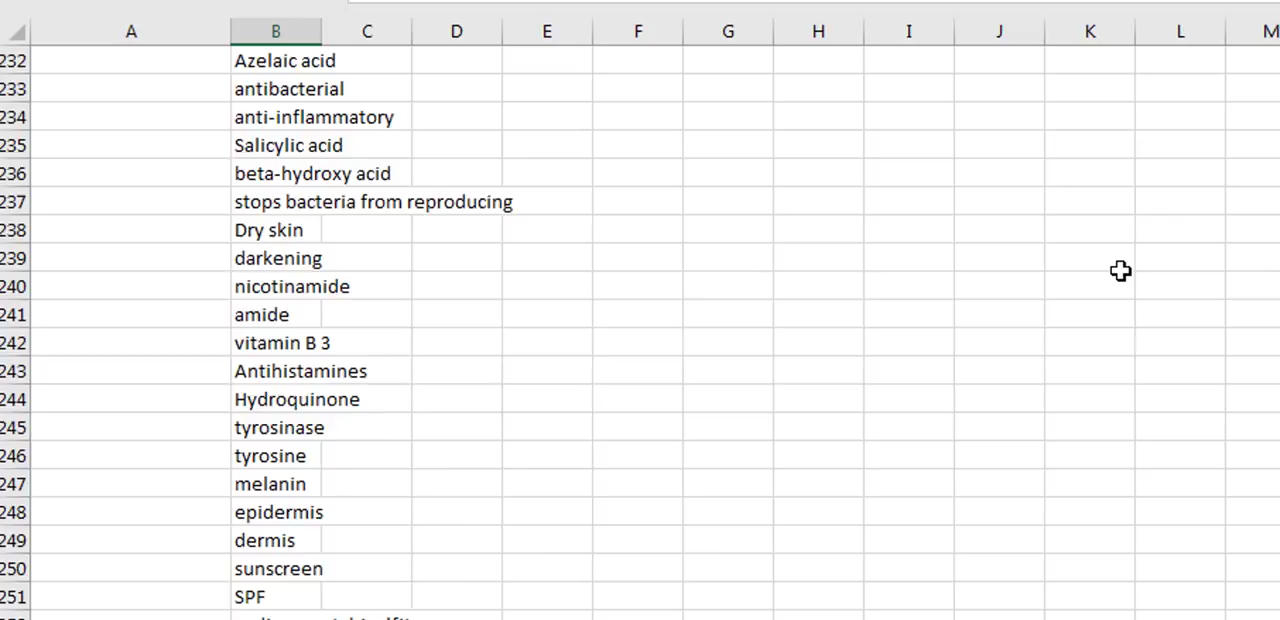 A B C D E F G H I J K L M
232 Azelaic acid
233 antibacterial
234 anti-inflammatory
235 Salicylic acid
236 beta-hydroxy acid
237 stops bacteria from reproducing
238 Dry skin
239 darkening
240 nicotinamide
241 amide
242 vitamin B 3
243 Antihistamines
244 Hydroquinone
245 tyrosinase
246 tyrosine
247 melanin
248 epidermis
249 dermis
250 sunscreen
251 SPF